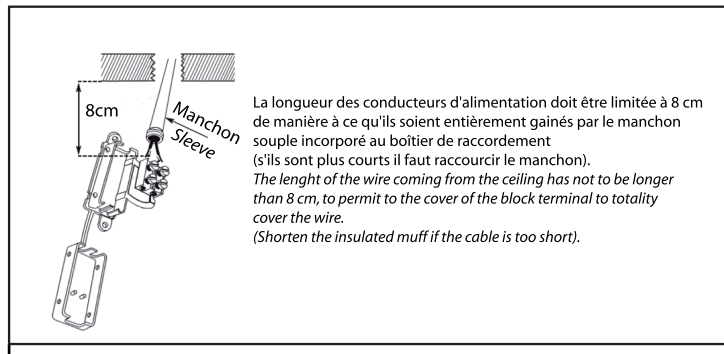 8cm
Manchon
Sleeve
La longueur des conducteurs d'alimentation doit être limitée à 8 cm
de manière à ce qu'ils soient entièrement gainés par le manchon
souple incorporé au boîtier de raccordement
(s'ils sont plus courts il faut raccourcir le manchon).
The lenght of the wire coming from the ceiling has not to be longer
than 8 cm, to permit to the cover of the block terminal to totality
cover the wire.
(Shorten the insulated muff if the cable is too short).